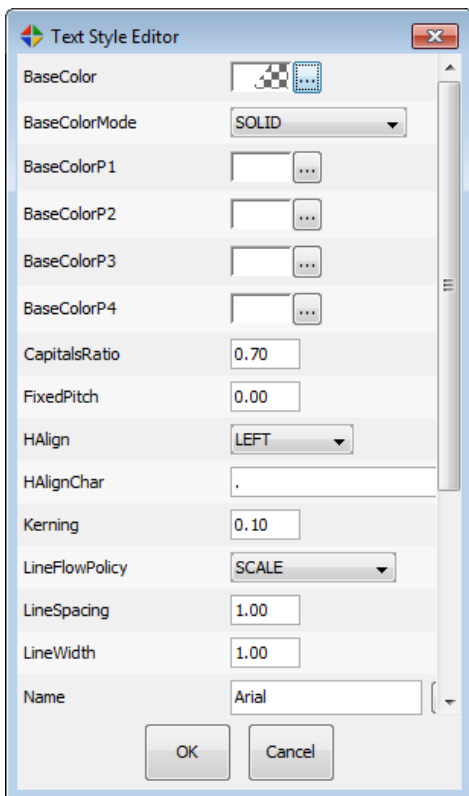 Text Style Editor
BaseColor ...
BaseColorMode SOLID
BaseColorP1 ...
BaseColorP2 ...
BaseColorP3 ...
BaseColorP4 ...
CapitalsRatio 0.70
FixedPitch 0.00
HAlign LEFT
HAlignChar .
Kerning 0.10
LineFlowPolicy SCALE
LineSpacing 1.00
LineWidth 1.00
Name Arial
OK Cancel